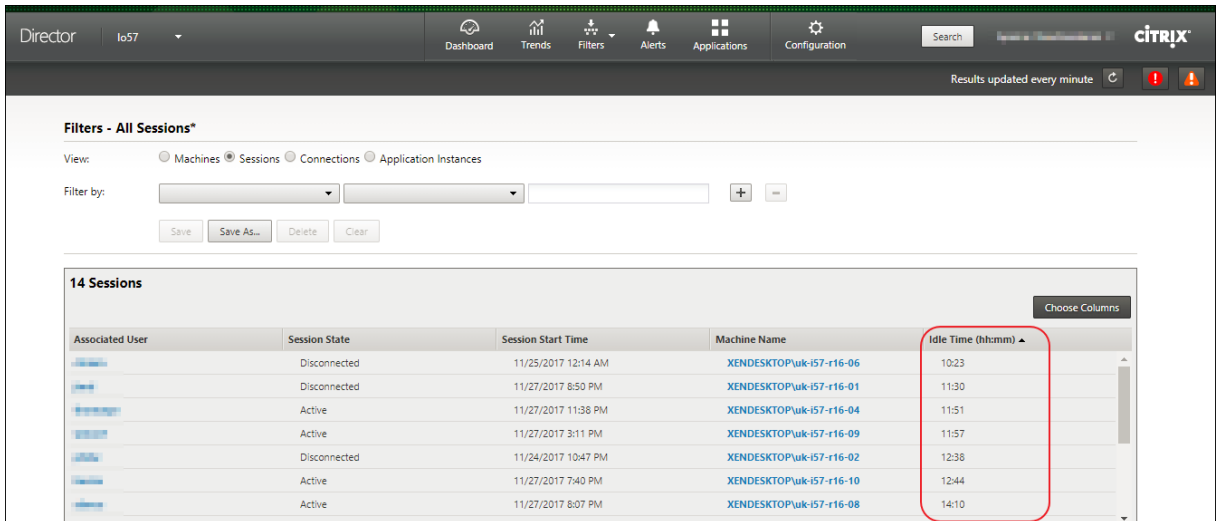 Director lo57 Dashboard Trends Filters Alerts Applications Configuration Search CİTRIX
Results updated every minute
Filters - All Sessions*
View: Machines Sessions Connections Application Instances
Filter by:
Save Save As... Delete Clear
14 Sessions
Choose Columns
Associated User Session State Session Start Time Machine Name Idle Time (hh:mm)
Disconnected 11/25/2017 12:14 AM XENDESKTOP\uk-i57-r16-06 10:23
Disconnected 11/27/2017 8:50 PM XENDESKTOP\uk-i57-r16-01 11:30
Active 11/27/2017 11:38 PM XENDESKTOP\uk-i57-r16-04 11:51
Active 11/27/2017 3:11 PM XENDESKTOP\uk-i57-r16-09 11:57
Disconnected 11/24/2017 10:47 PM XENDESKTOP\uk-i57-r16-02 12:38
Active 11/27/2017 7:40 PM XENDESKTOP\uk-i57-r16-10 12:44
Active 11/27/2017 8:07 PM XENDESKTOP\uk-i57-r16-08 14:10